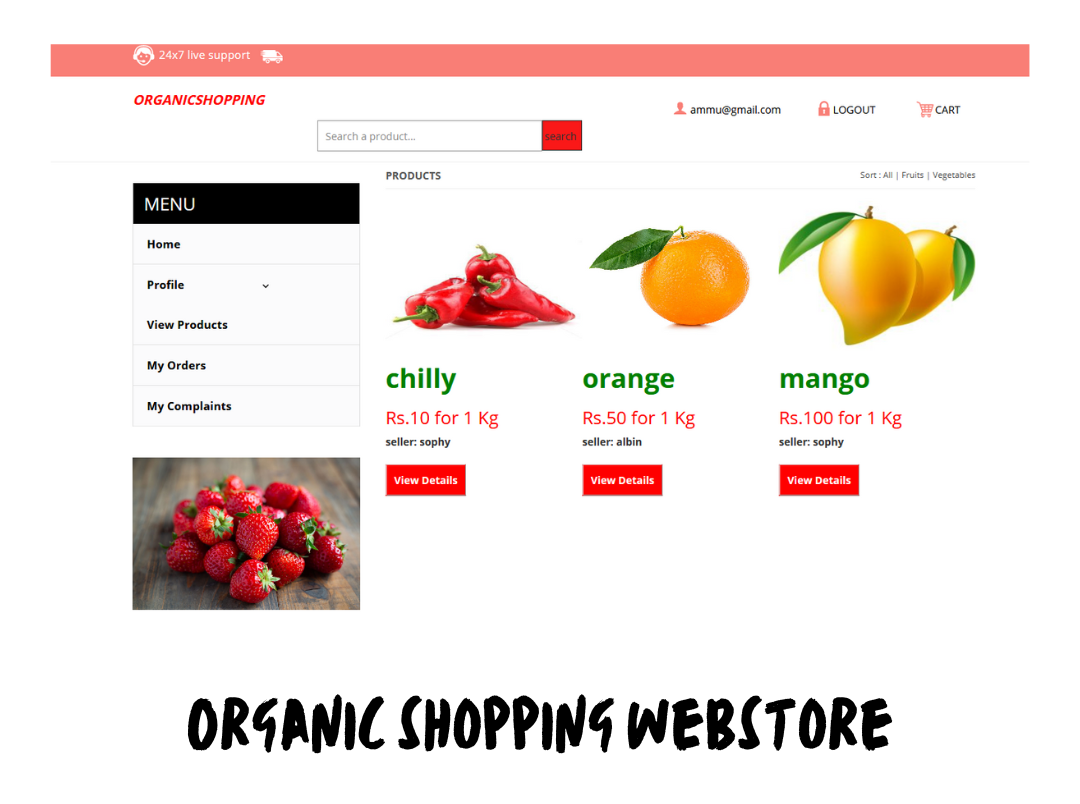 24x7 live support
ORGANICSHOPPING
ammu@gmail.com LOGOUT CART
Search a product... search
PRODUCTS Sort : All | Fruits | Vegetables
MENU
Home
Profile
View Products
My Orders
My Complaints
chilly orange mango
Rs.10 for 1 Kg Rs.50 for 1 Kg Rs.100 for 1 Kg
seller: sophy seller: albin seller: sophy
View Details View Details View Details
ORGANIC SHOPPING WEBSTORE